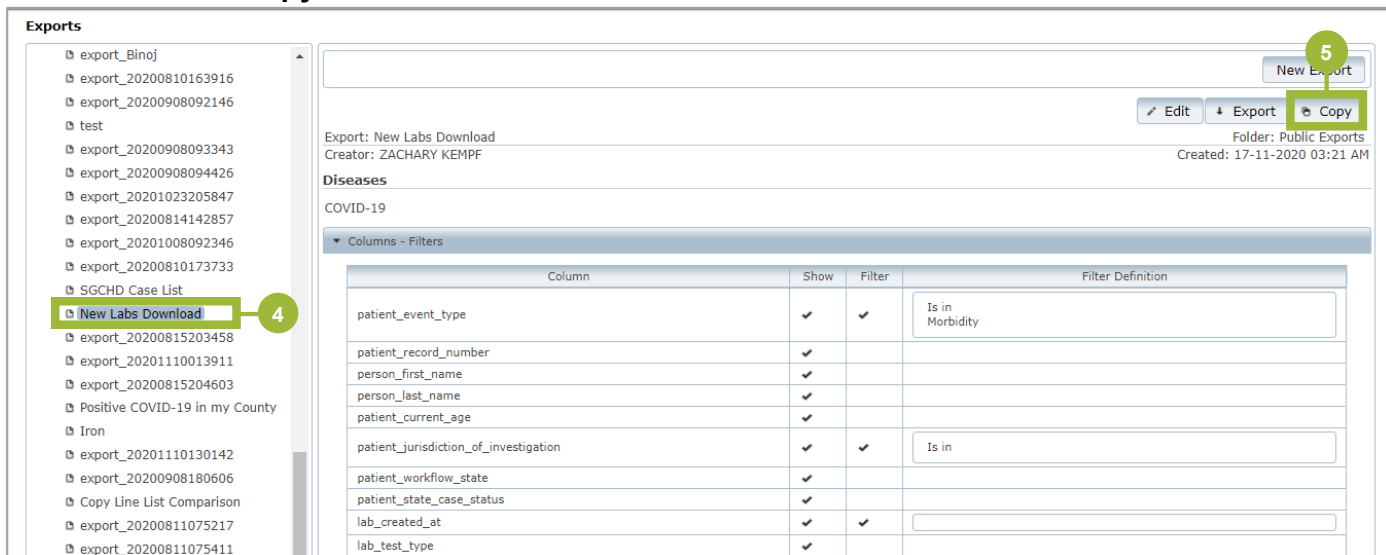 Exports
export_Binoj
export_20200810163916
export_20200908092146
test
export_20200908093343
export_20200908094426
export_20201023205847
export_20200814142857
export_20201008092346
export_20200810173733
SGCHD Case List
New Labs Download
4
export_20200815203458
export_20201110013911
export_20200815204603
Positive COVID-19 in my County
Iron
export_20201110130142
export_20200908180606
Copy Line List Comparison
export_20200811075217
export_20200811075411
5
New Export
Edit Export Copy
Export: New Labs Download Folder: Public Exports
Creator: ZACHARY KEMPF Created: 17-11-2020 03:21 AM
Diseases
COVID-19
Columns - Filters
Column Show Filter Filter Definition
patient_event_type ✔ ✔ Is in
Morbidity
patient_record_number ✔
person_first_name ✔
person_last_name ✔
patient_current_age ✔
patient_jurisdiction_of_investigation ✔ ✔ Is in
patient_workflow_state ✔
patient_state_case_status ✔
lab_created_at ✔ ✔
lab_test_type ✔